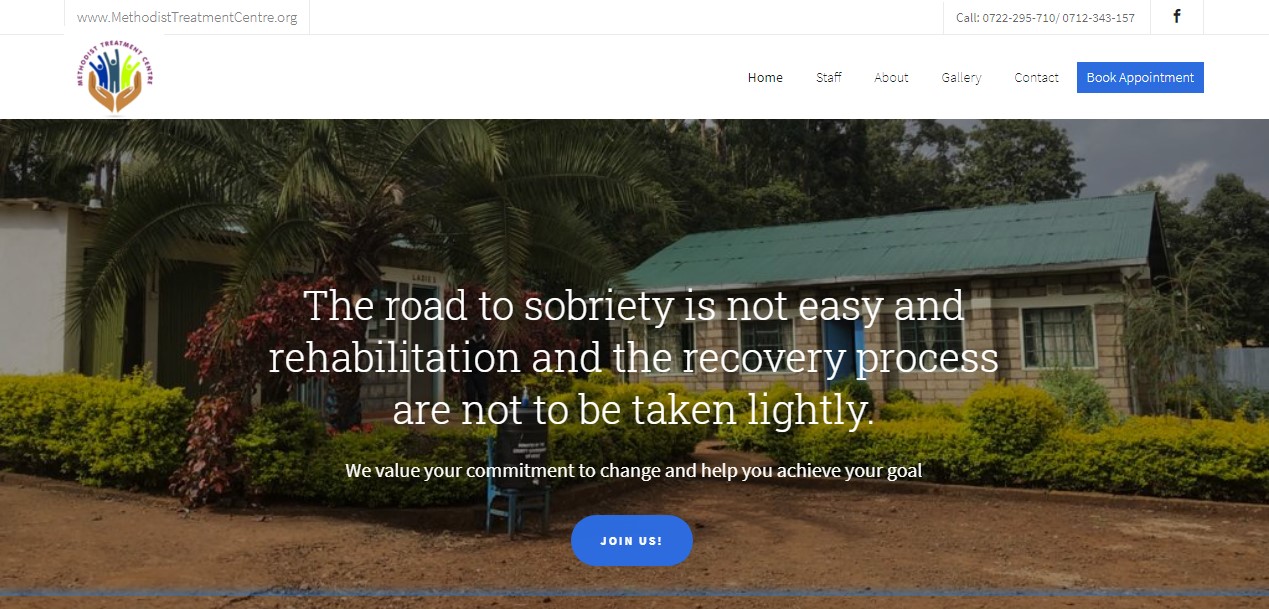 www.MethodistTreatmentCentre.org
Call: 0722-295-710/ 0712-343-157
METHODIST TREATMENT CENTRE
Home Staff About Gallery Contact Book Appointment
LADIES
The road to sobriety is not easy and
rehabilitation and the recovery process
are not to be taken lightly.
We value your commitment to change and help you achieve your goal
JOIN US!